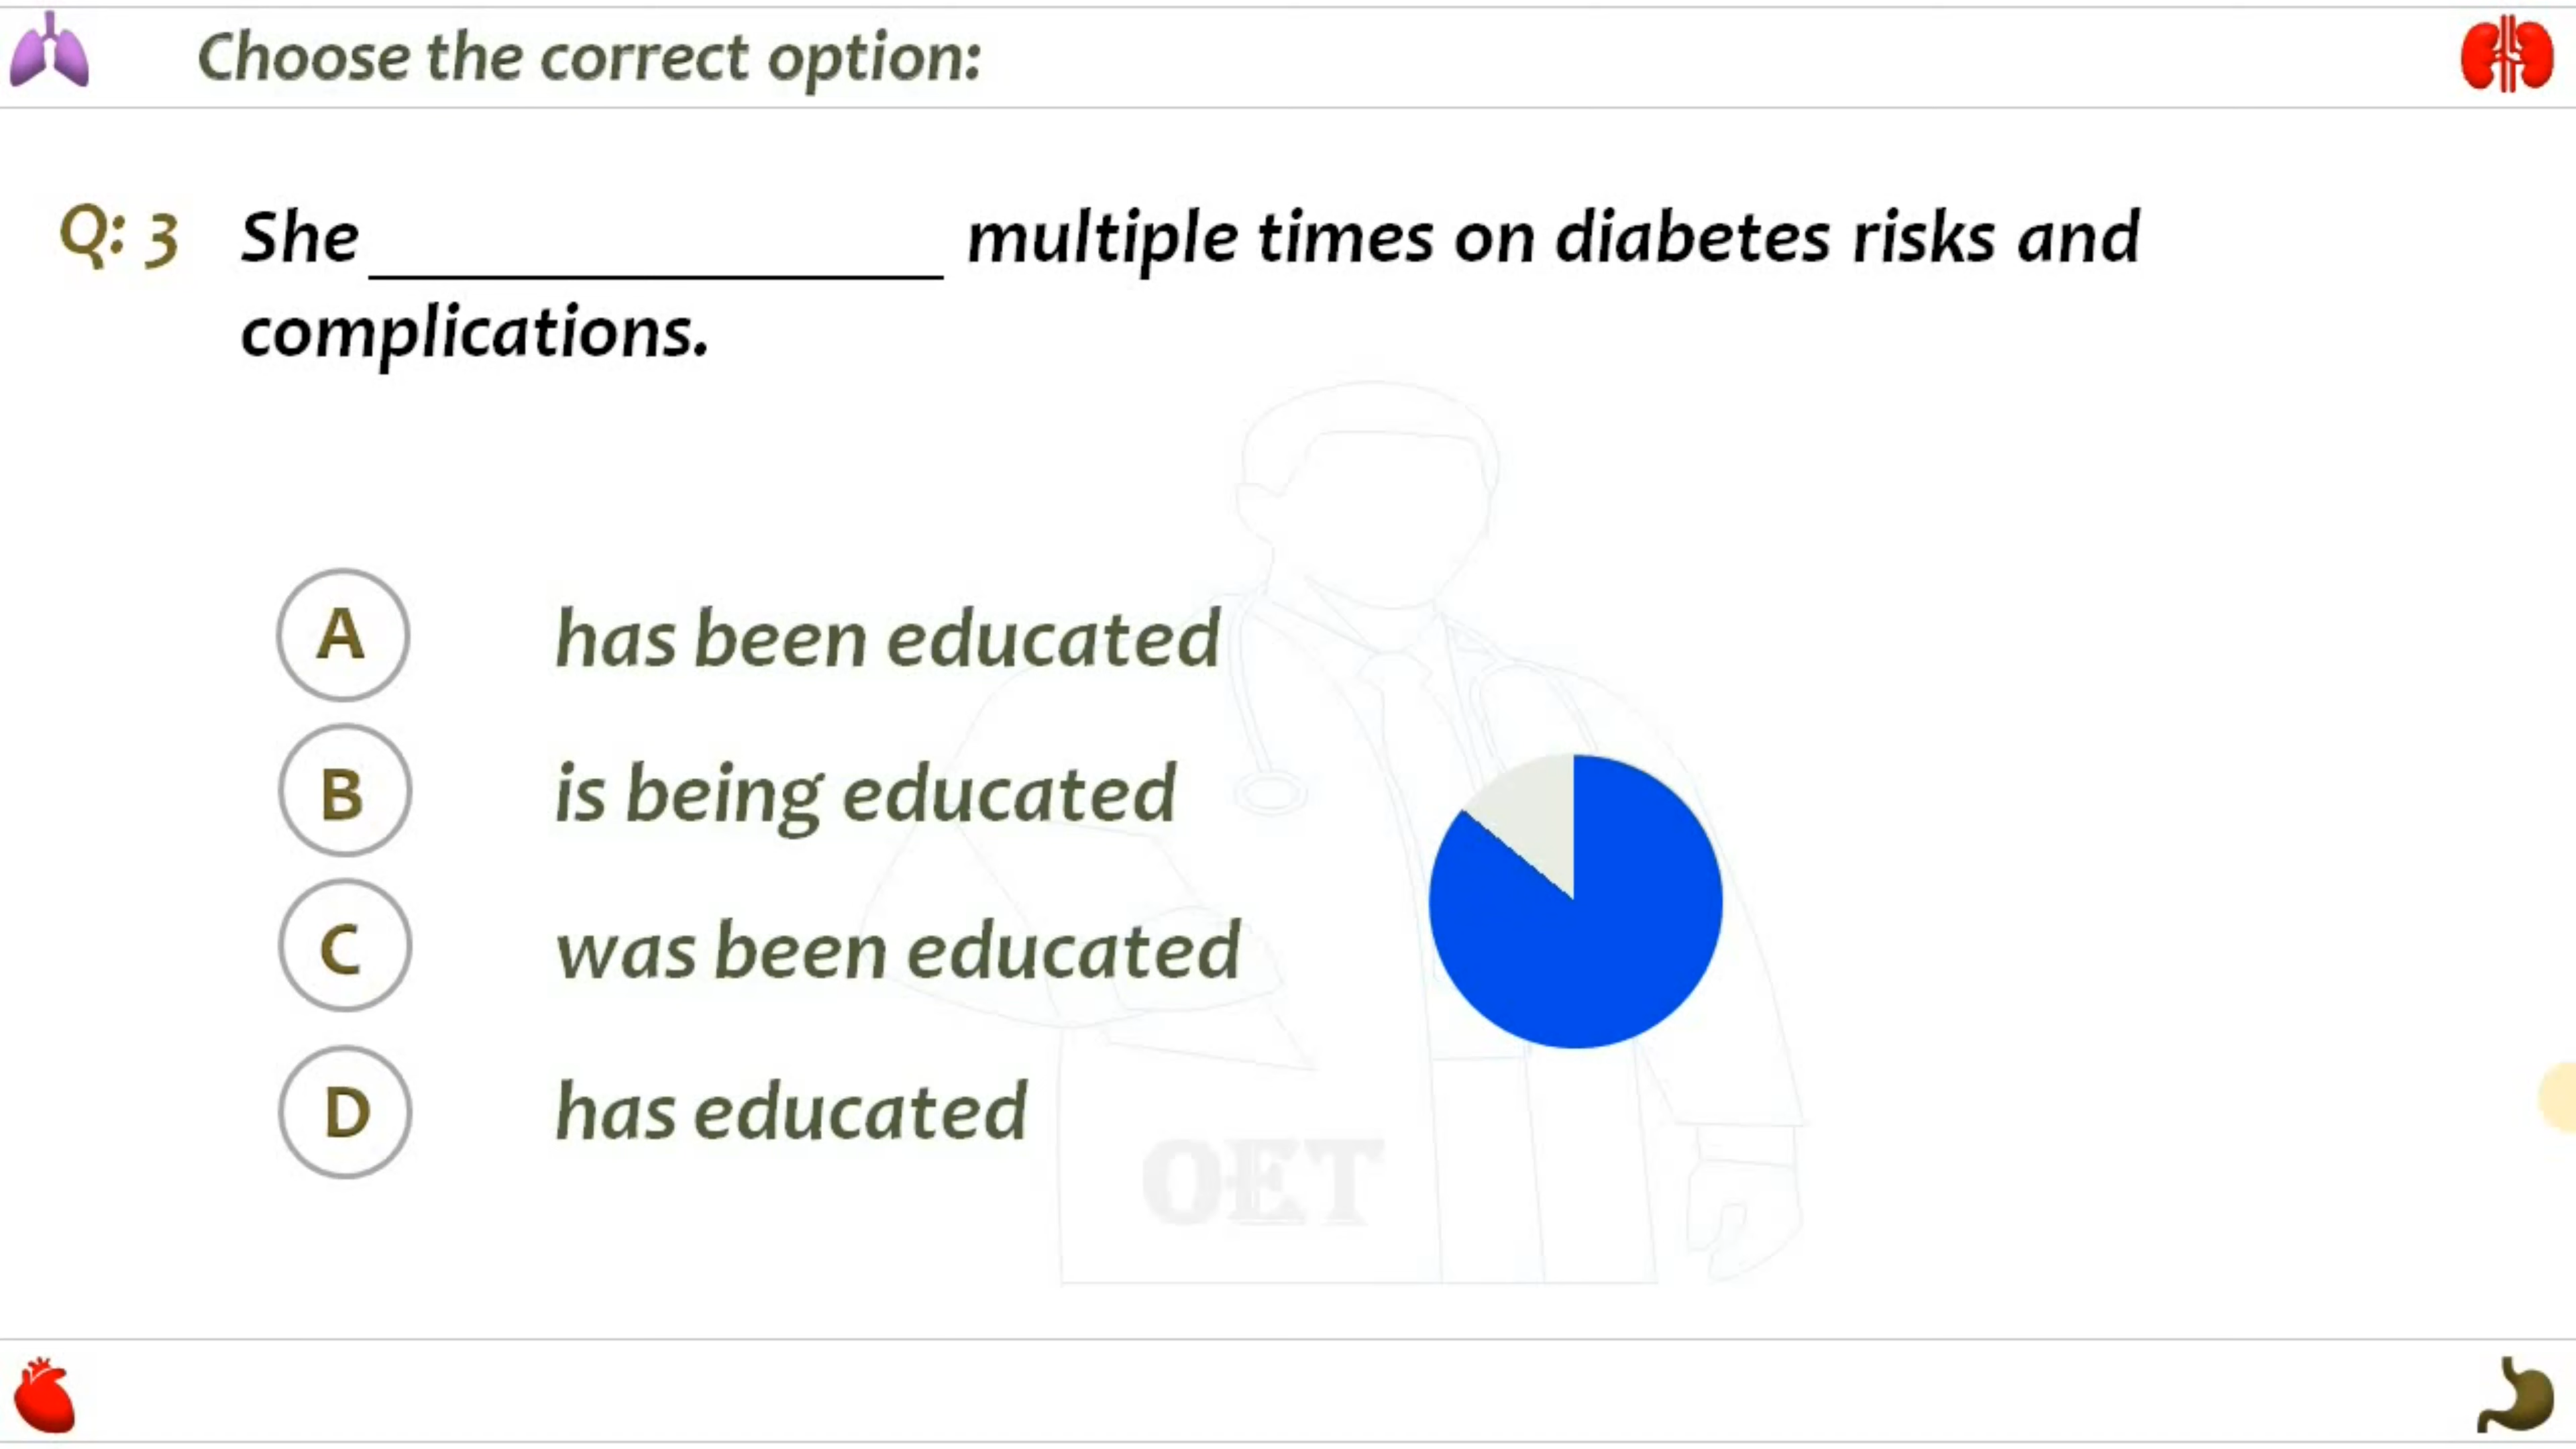 Choose the correct option:
Q: 3 She ______________ multiple times on diabetes risks and
complications.
A has been educated
B is being educated
C was been educated
D has educated
OET